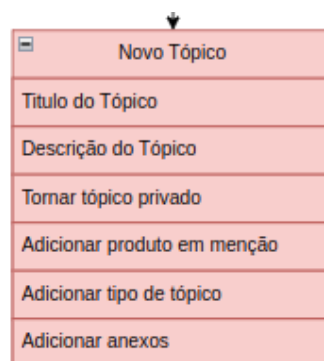 Novo Tópico
Titulo do Tópico
Descrição do Tópico
Tornar tópico privado
Adicionar produto em menção
Adicionar tipo de tópico
Adicionar anexos